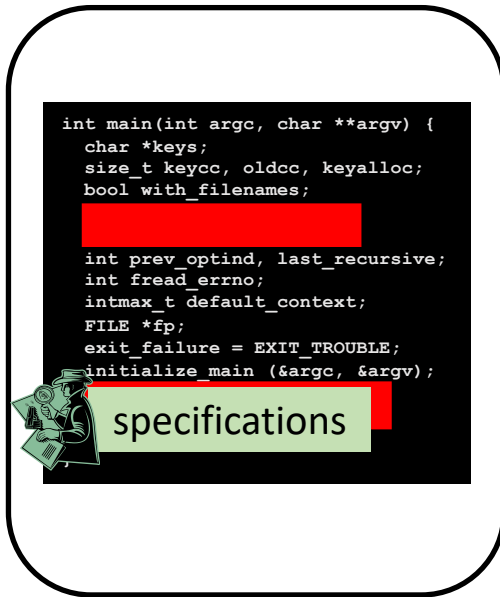 int main(int argc, char **argv) {
char *keys;
size_t keycc, oldcc, keyalloc;
bool with_filenames;
int prev_optind, last_recursive;
int fread_errno;
intmax_t default_context;
FILE *fp;
exit_failure = EXIT_TROUBLE;
initialize_main (&argc, &argv);
specifications
}